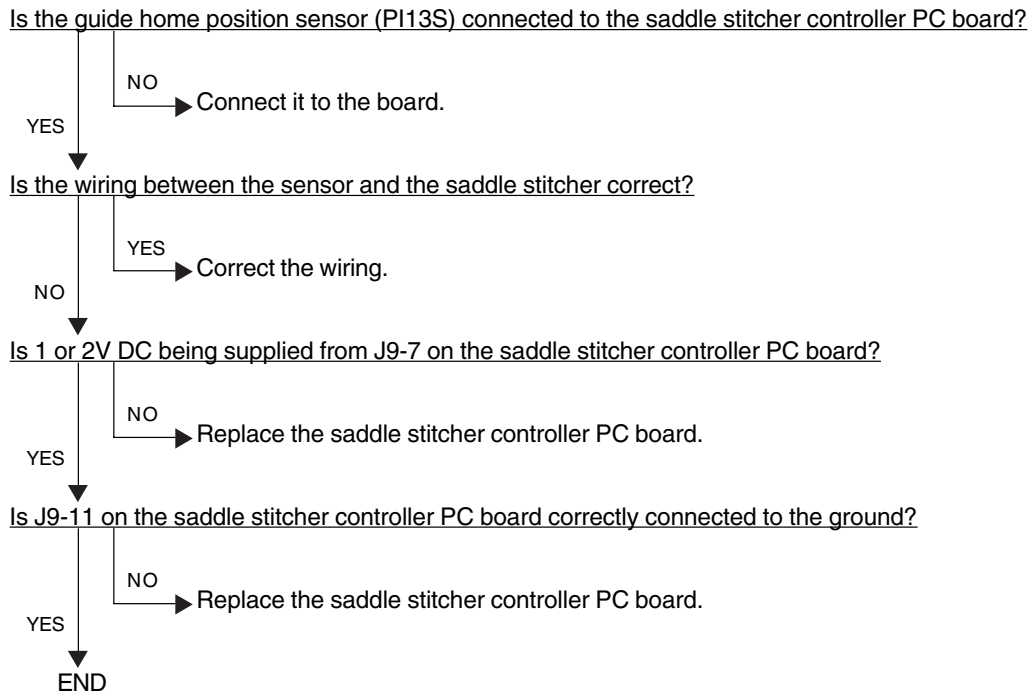 Is the guide home position sensor (PI13S) connected to the saddle stitcher controller PC board?
NO
Connect it to the board.
YES
Is the wiring between the sensor and the saddle stitcher correct?
YES
Correct the wiring.
NO
Is 1 or 2V DC being supplied from J9-7 on the saddle stitcher controller PC board?
NO
Replace the saddle stitcher controller PC board.
YES
Is J9-11 on the saddle stitcher controller PC board correctly connected to the ground?
NO
Replace the saddle stitcher controller PC board.
YES
END